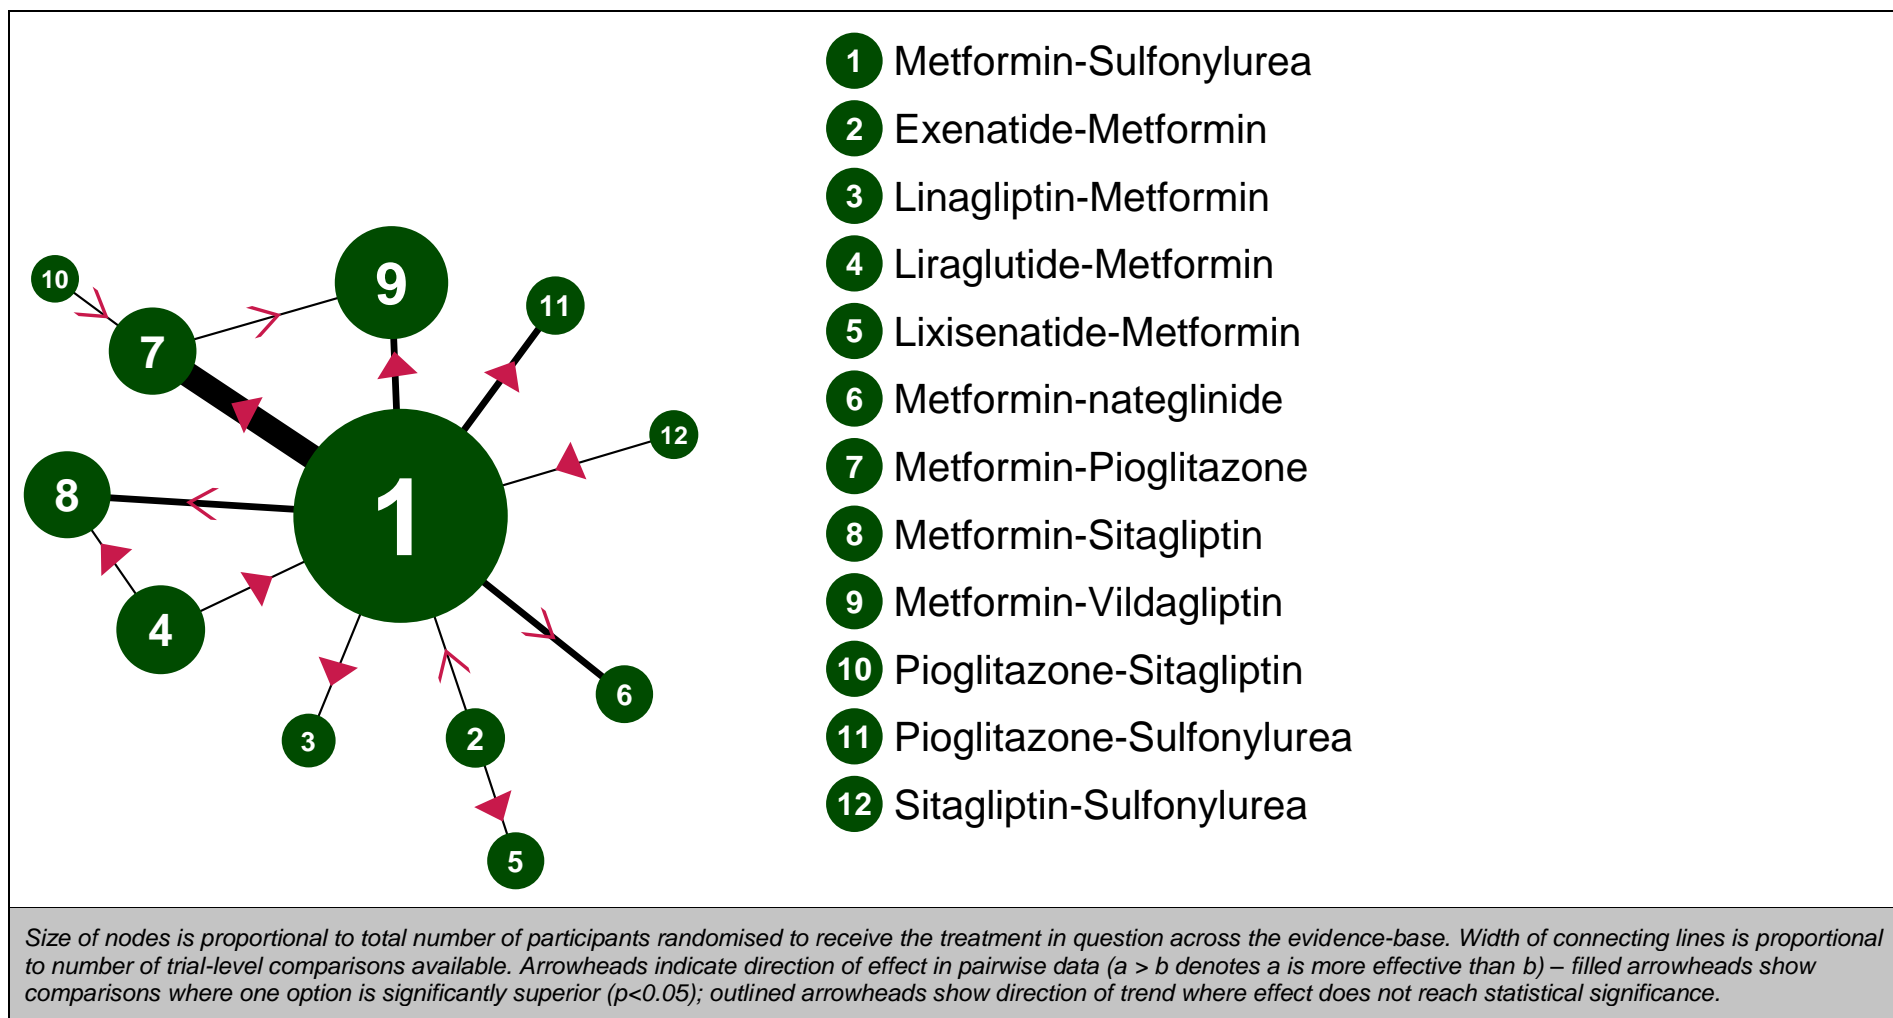 1 Metformin-Sulfonylurea
2 Exenatide-Metformin
3 Linagliptin-Metformin
4 Liraglutide-Metformin
5 Lixisenatide-Metformin
6 Metformin-nateglinide
7 Metformin-Pioglitazone
8 Metformin-Sitagliptin
9 Metformin-Vildagliptin
10 Pioglitazone-Sitagliptin
11 Pioglitazone-Sulfonylurea
12 Sitagliptin-Sulfonylurea
10
9
11
7
12
8
1
4
6
3
2
5
Size of nodes is proportional to total number of participants randomised to receive the treatment in question across the evidence-base. Width of connecting lines is proportional
to number of trial-level comparisons available. Arrowheads indicate direction of effect in pairwise data (a > b denotes a is more effective than b) – filled arrowheads show
comparisons where one option is significantly superior (p<0.05); outlined arrowheads show direction of trend where effect does not reach statistical significance.